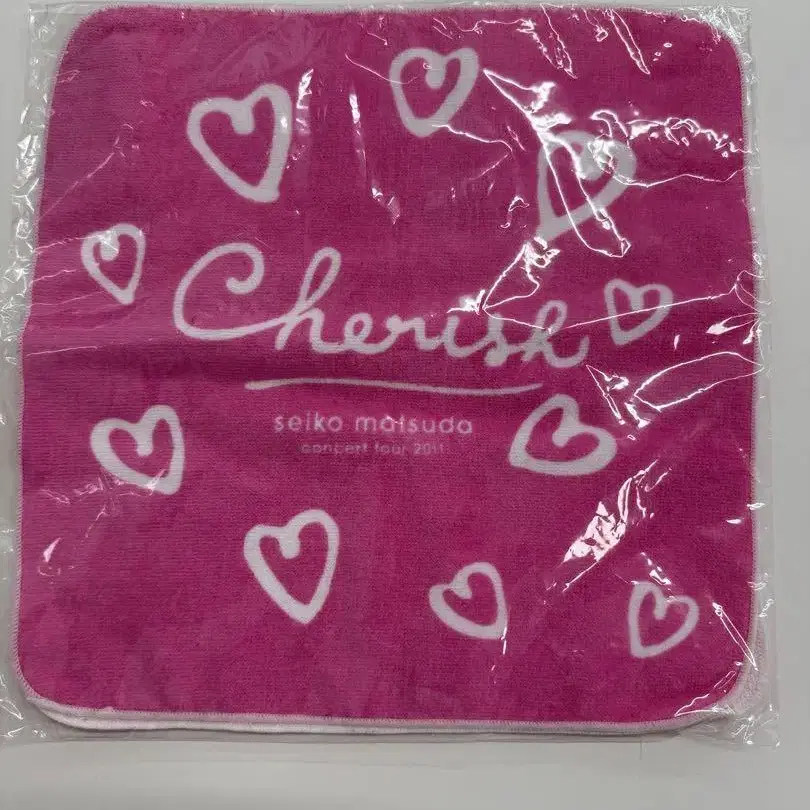 Cherish
seiko matsuda
concert tour 2011